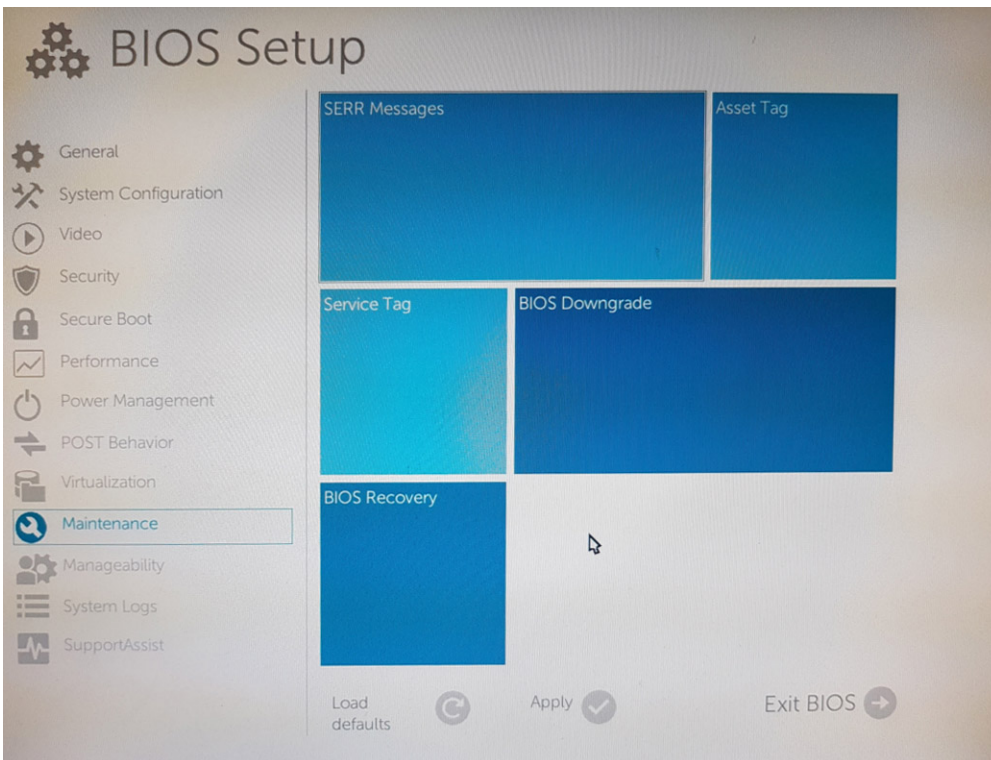 BIOS Setup
General
System Configuration
Video
Security
Secure Boot
Performance
Power Management
POST Behavior
Virtualization
Maintenance
Manageability
System Logs
SupportAssist
SERR Messages
Asset Tag
Service Tag
BIOS Downgrade
BIOS Recovery
Load
defaults
Apply
Exit BIOS